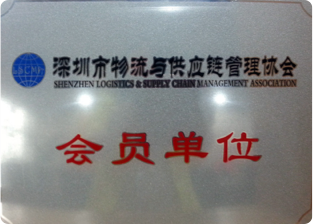 深圳市物流与供应链管理协会
SHENZHEN LOGISTICS & SUPPLY CHAIN MANAGEMENT ASSOCIATION
会员单位